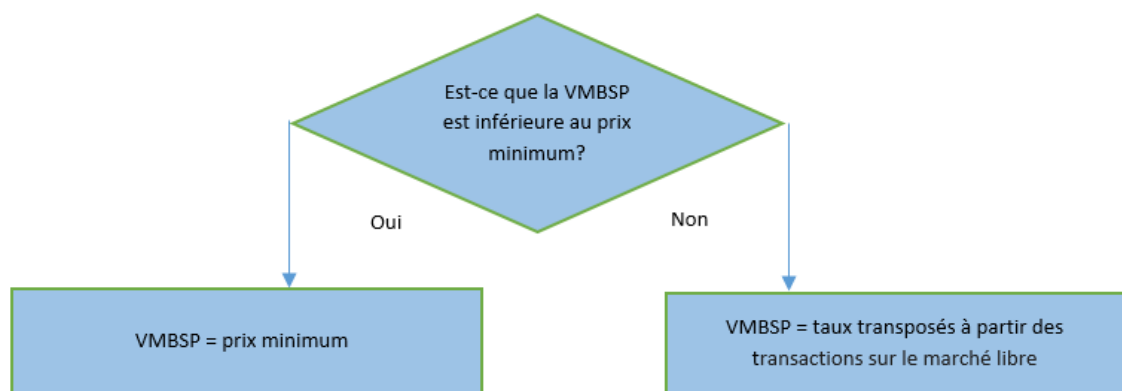 Est-ce que la VMBSP
est inférieure au prix
minimum?
Oui
Non
VMBSP = prix minimum
VMBSP = taux transposés à partir des
transactions sur le marché libre